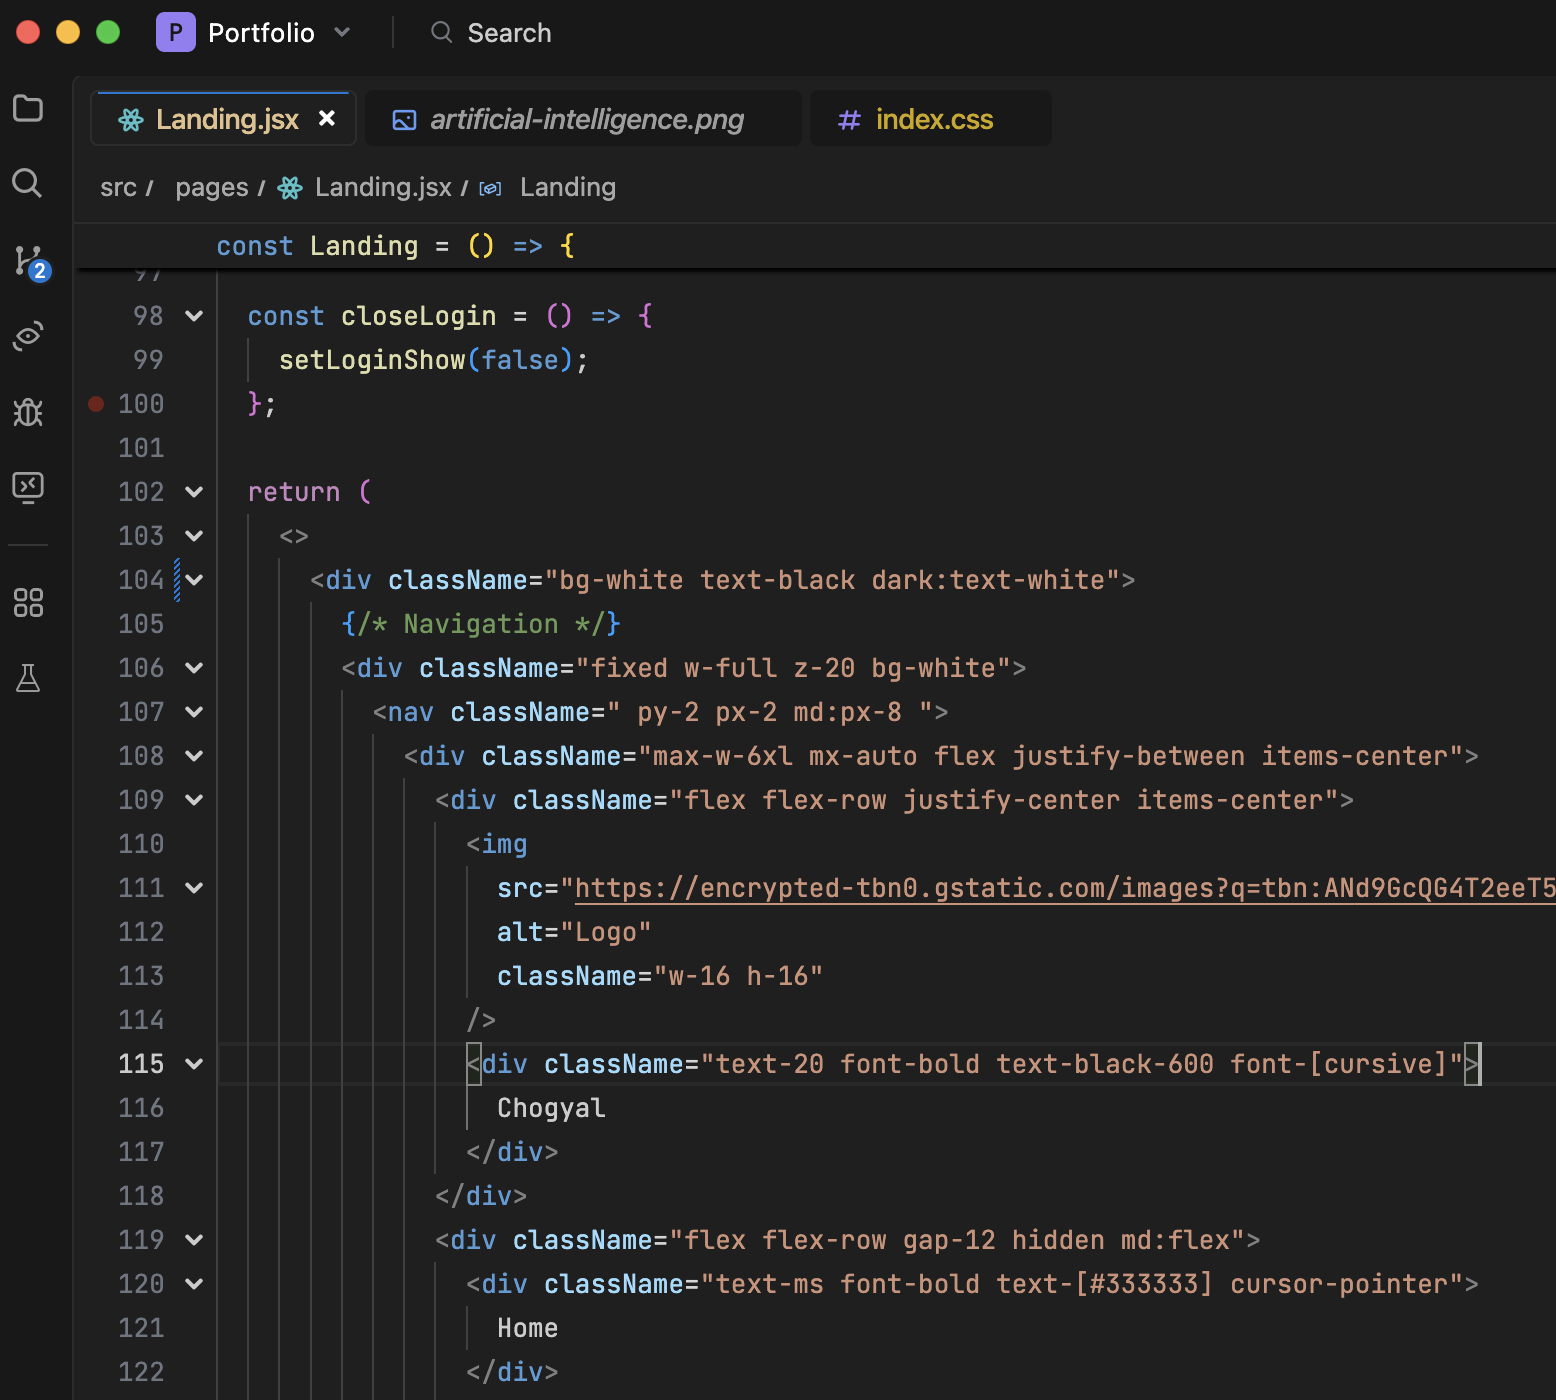 P Portfolio Search
Landing.jsx artificial-intelligence.png # index.css
src / pages / Landing.jsx / Landing
2
const Landing = () => {
97
98 const closeLogin = () => {
99 setLoginShow(false);
100 };
101
102 return (
103 <>
104 <div className="bg-white text-black dark:text-white">
105 {/* Navigation */}
106 <div className="fixed w-full z-20 bg-white">
107 <nav className=" py-2 px-2 md:px-8 ">
108 <div className="max-w-6xl mx-auto flex justify-between items-center">
109 <div className="flex flex-row justify-center items-center">
110 <img
111 src="https://encrypted-tbn0.gstatic.com/images?q=tbn:ANd9GcQG4T2eeT5
112 alt="Logo"
113 className="w-16 h-16"
114 />
115 <div className="text-20 font-bold text-black-600 font-[cursive]">
116 Chogyal
117 </div>
118 </div>
119 <div className="flex flex-row gap-12 hidden md:flex">
120 <div className="text-ms font-bold text-[#333333] cursor-pointer">
121 Home
122 </div>